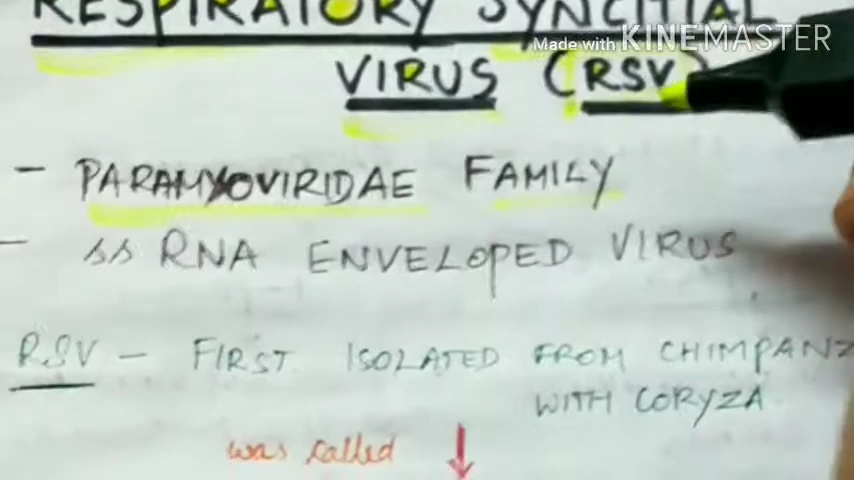 RESPIRATORY SYNCITIAL
Made with KINEMASTER
VIRUS (RSV)
- PARAMYXOVIRIDAE FAMILY
- ss RNA ENVELOPED VIRUS
RSV - FIRST ISOLATED FROM CHIMPANZ
WITH CORYZA
was called ↓